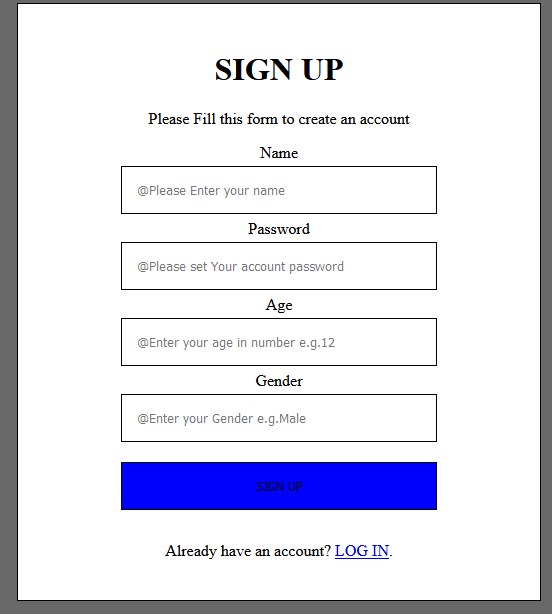 SIGN UP
Please Fill this form to create an account
Name
@Please Enter your name
Password
@Please set Your account password
Age
@Enter your age in number e.g.12
Gender
@Enter your Gender e.g.Male
SIGN UP
Already have an account? LOG IN.